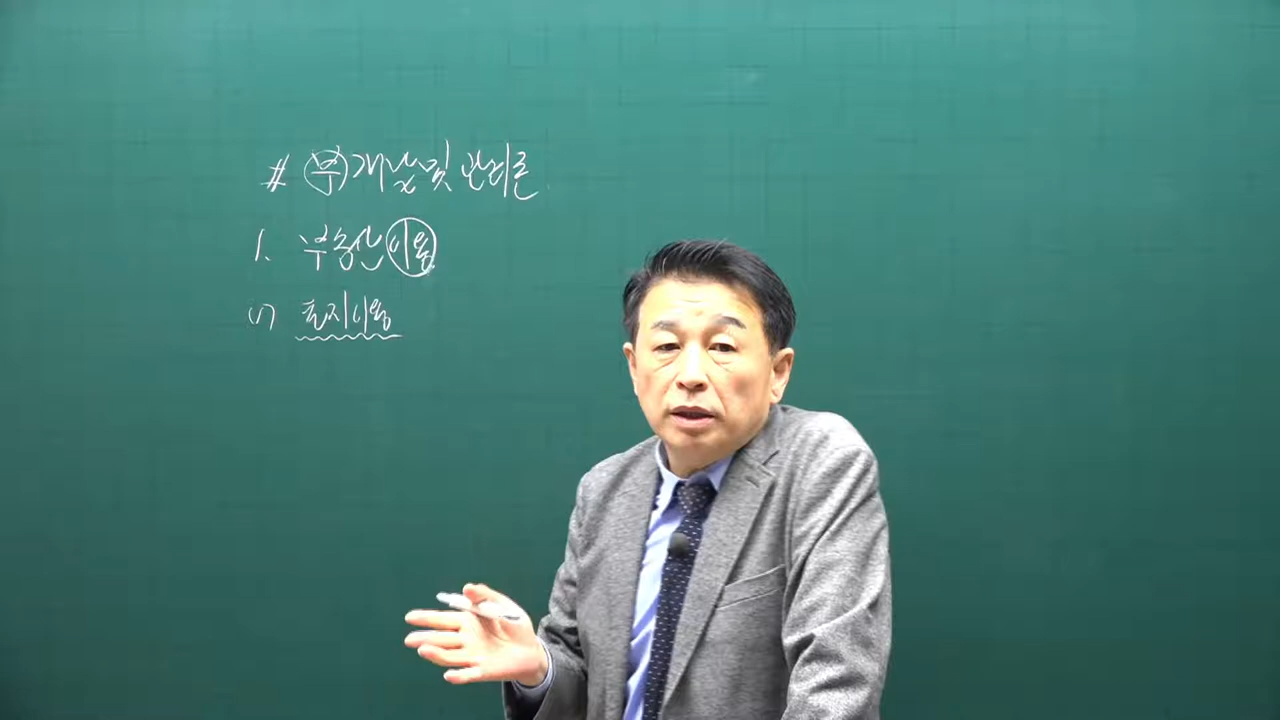 # 부 개발 및 관리론
1. 부동산이용
1) 토지이용